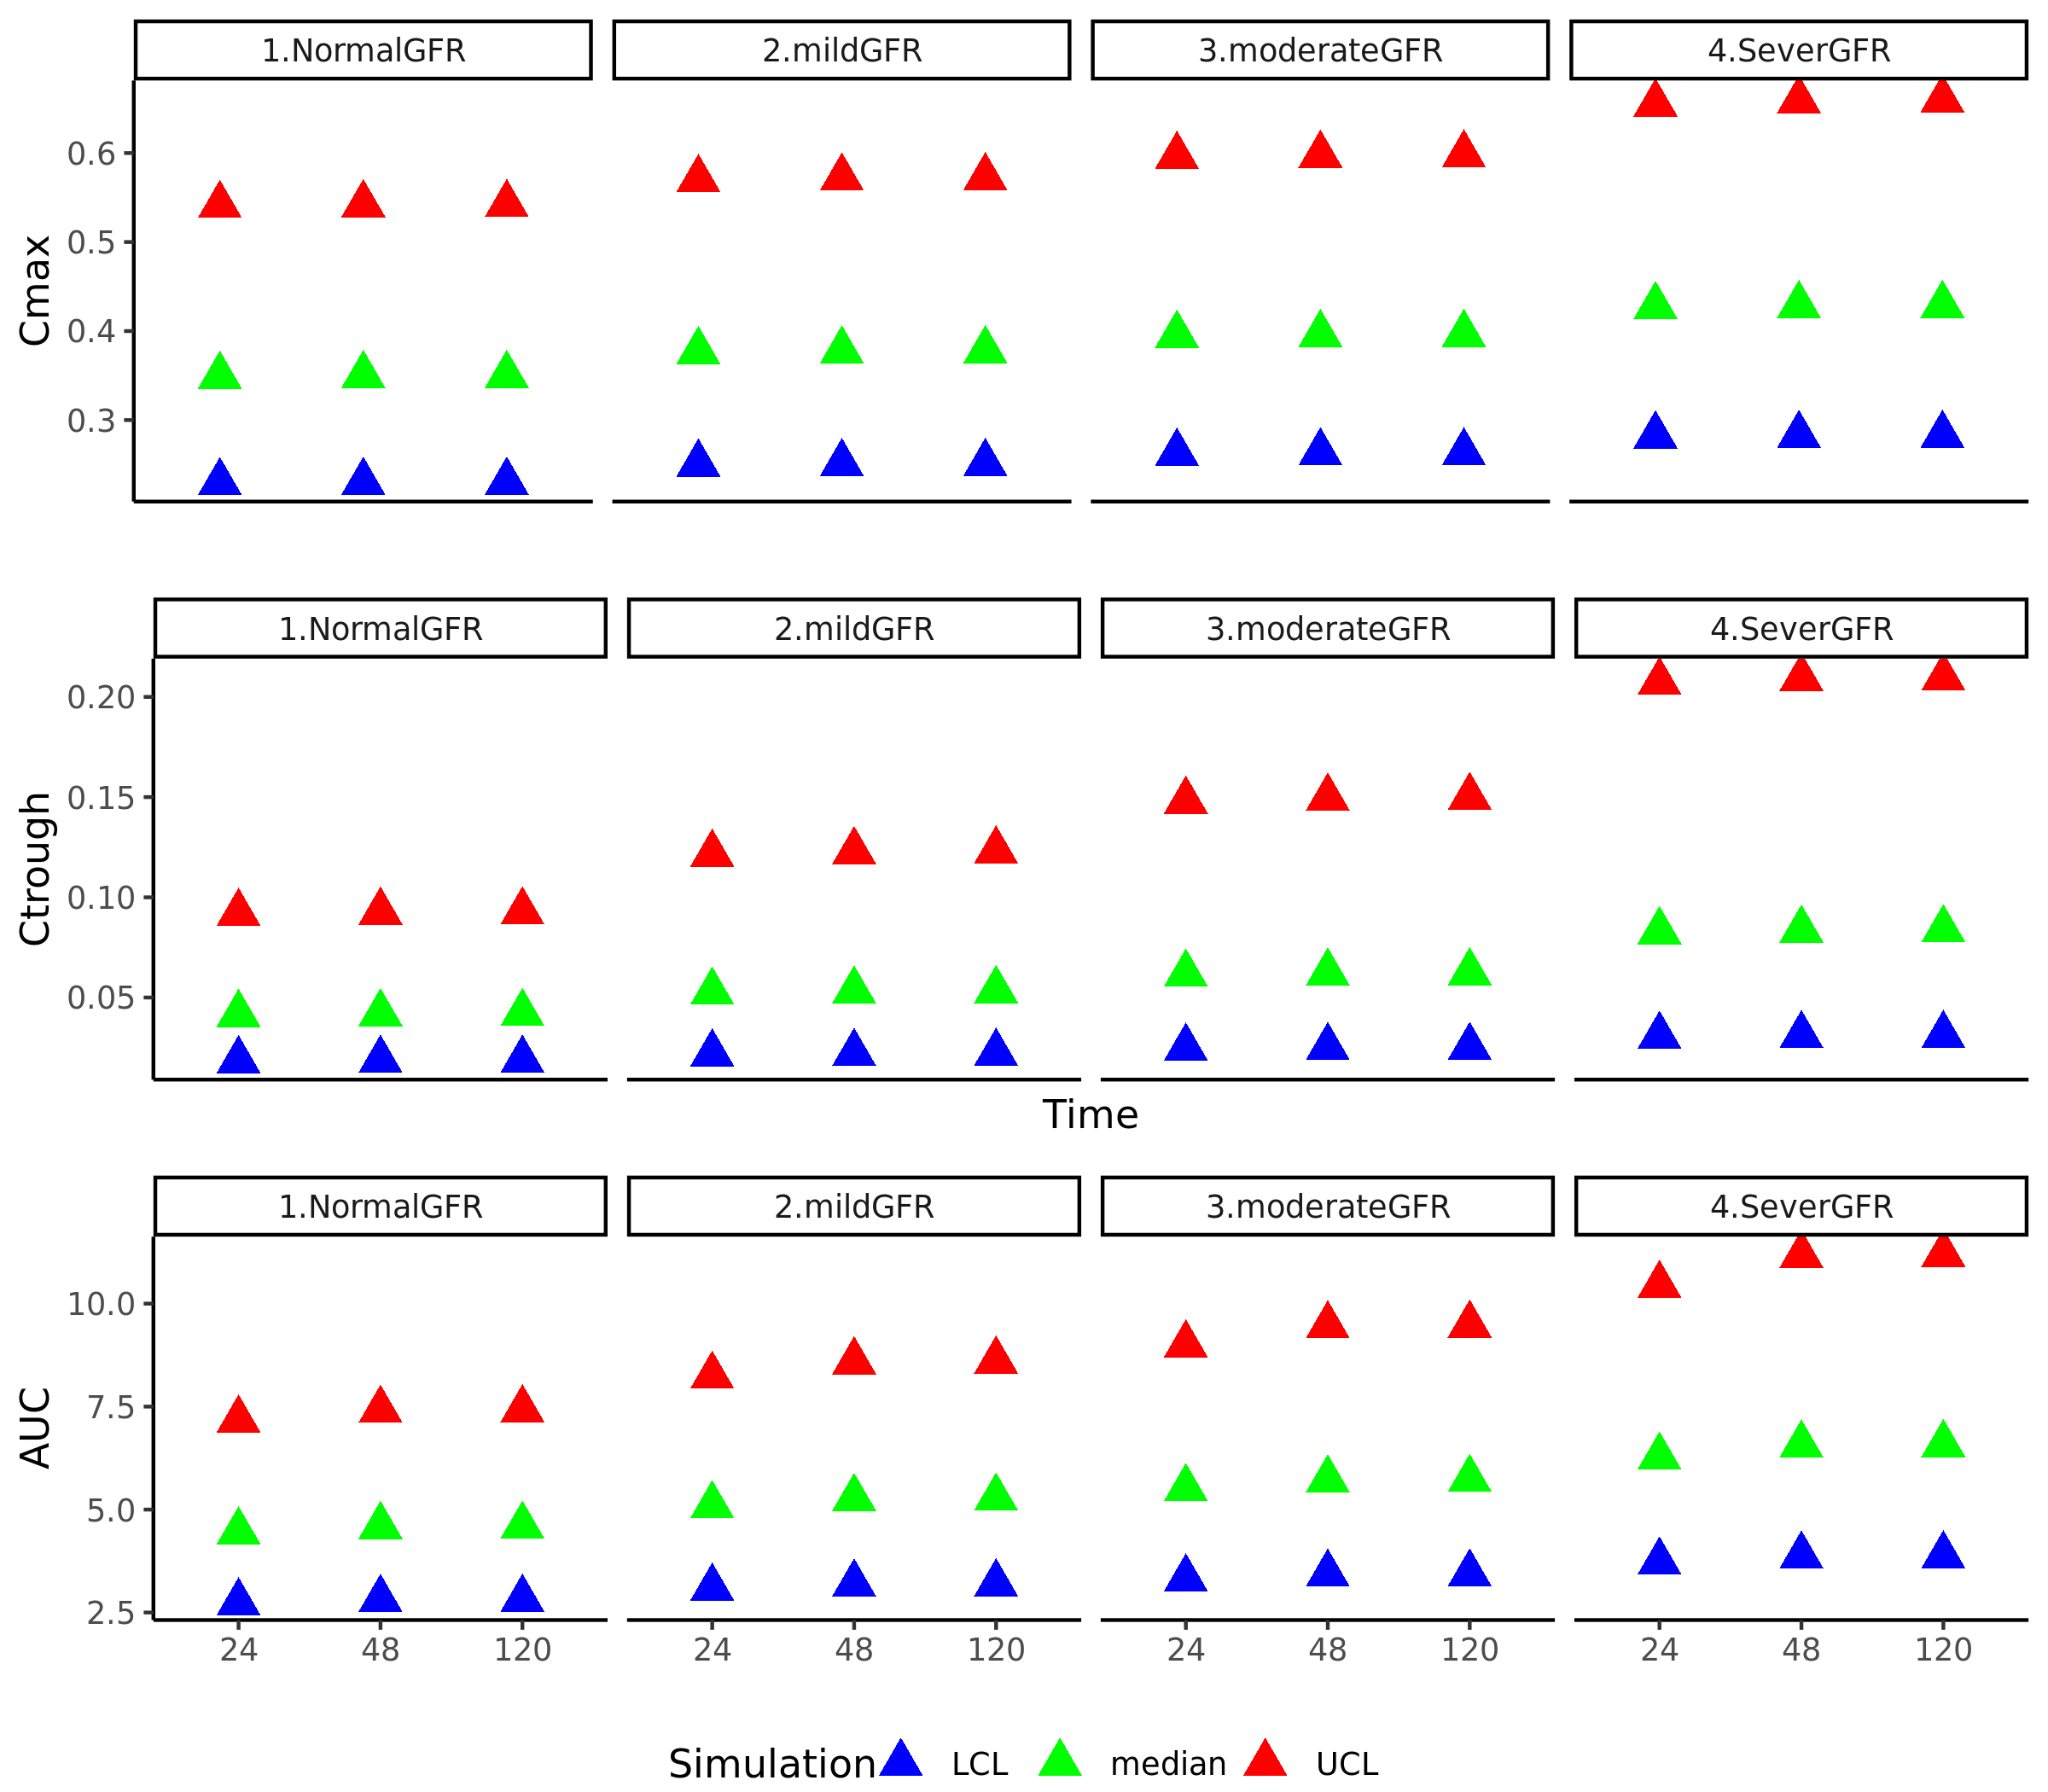 1.NormalGFR 2.mildGFR 3.moderateGFR 4.SeverGFR
Cmax
0.6
0.5
0.4
0.3
1.NormalGFR 2.mildGFR 3.moderateGFR 4.SeverGFR
Ctrough
0.20
0.15
0.10
0.05
Time
1.NormalGFR 2.mildGFR 3.moderateGFR 4.SeverGFR
AUC
10.0
7.5
5.0
2.5
24 48 120 24 48 120 24 48 120 24 48 120
Simulation LCL median UCL